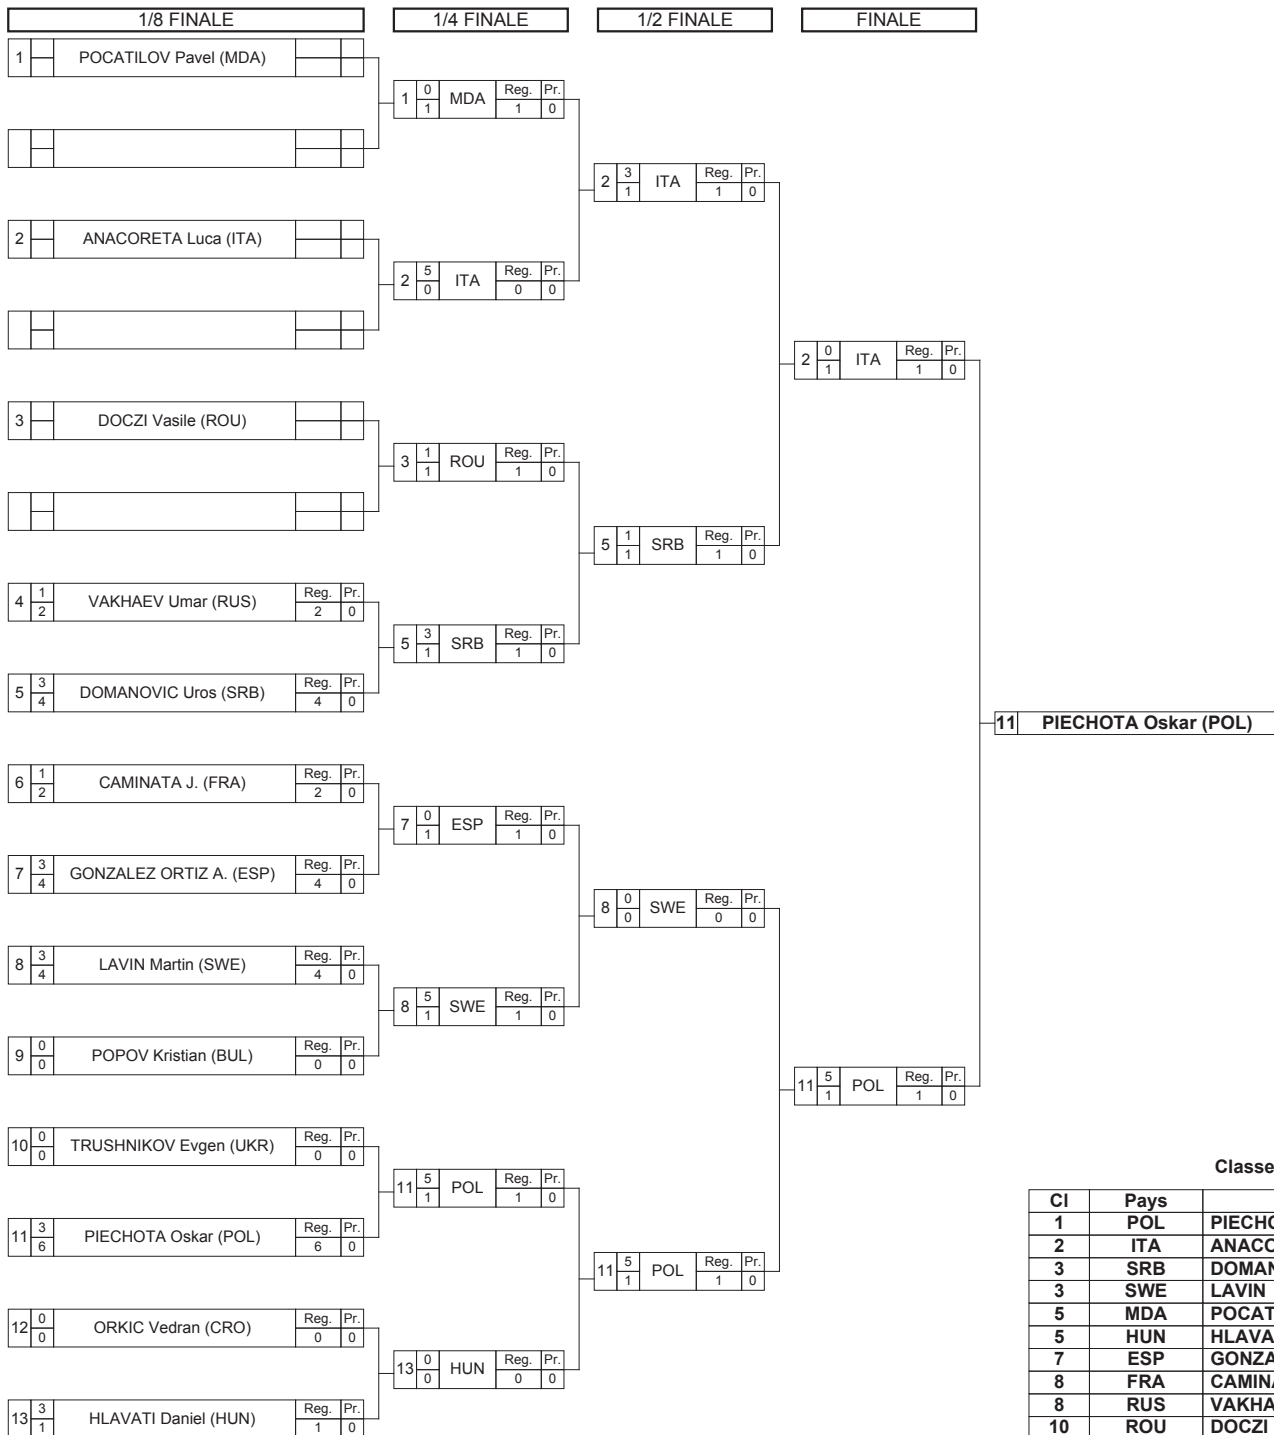 1/8 FINALE 1/4 FINALE 1/2 FINALE FINALE
1 POCATILOV Pavel (MDA)
1 0 1 MDA Reg. Pr. 1 0
2 3 1 ITA Reg. Pr. 1 0
2 ANACORETA Luca (ITA)
2 5 0 ITA Reg. Pr. 0 0
2 0 1 ITA Reg. Pr. 1 0
3 DOCZI Vasile (ROU)
3 1 1 ROU Reg. Pr. 1 0
5 1 1 SRB Reg. Pr. 1 0
4 1 2 VAKHAEV Umar (RUS) Reg. Pr. 2 0
5 3 1 SRB Reg. Pr. 1 0
5 3 4 DOMANOVIC Uros (SRB) Reg. Pr. 4 0
11 PIECHOTA Oskar (POL)
6 1 2 CAMINATA J. (FRA) Reg. Pr. 2 0
7 0 1 ESP Reg. Pr. 1 0
7 3 4 GONZALEZ ORTIZ A. (ESP) Reg. Pr. 4 0
8 0 0 SWE Reg. Pr. 0 0
8 3 4 LAVIN Martin (SWE) Reg. Pr. 4 0
8 5 1 SWE Reg. Pr. 1 0
9 0 0 POPOV Kristian (BUL) Reg. Pr. 0 0
11 5 1 POL Reg. Pr. 1 0
10 0 0 TRUSHNIKOV Evgen (UKR) Reg. Pr. 0 0
11 5 1 POL Reg. Pr. 1 0
11 3 6 PIECHOTA Oskar (POL) Reg. Pr. 6 0
11 5 1 POL Reg. Pr. 1 0
12 0 0 ORKIC Vedran (CRO) Reg. Pr. 0 0
13 0 0 HUN Reg. Pr. 0 0
13 3 1 HLAVATI Daniel (HUN) Reg. Pr. 1 0
Classe
Cl Pays
1 POL PIECHO
2 ITA ANACO
3 SRB DOMAN
3 SWE LAVIN
5 MDA POCAT
5 HUN HLAVA
7 ESP GONZA
8 FRA CAMINA
8 RUS VAKHA
10 ROU DOCZI